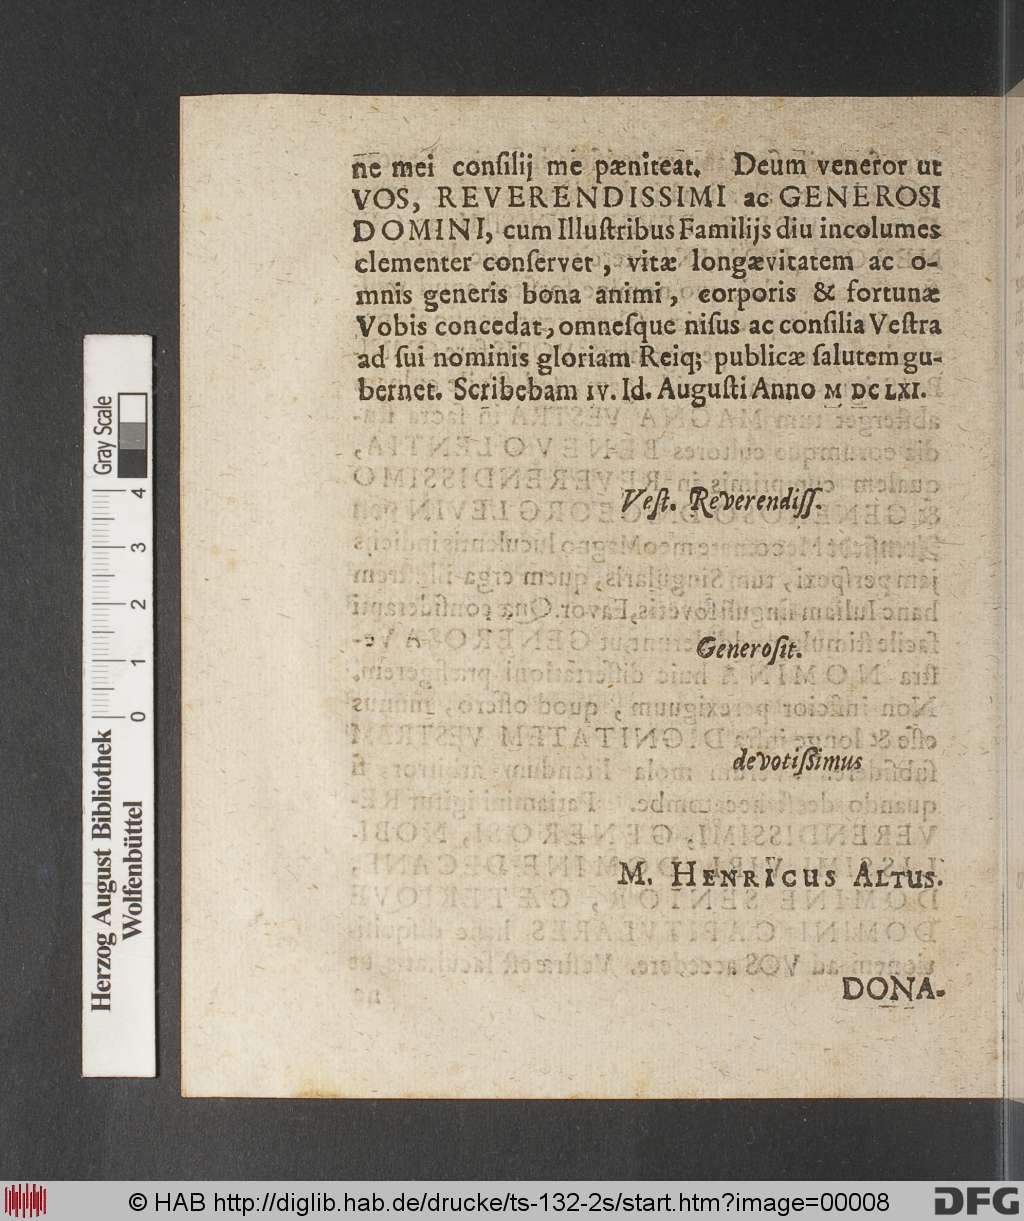 ne mei conſilij me pæniteat. Deum veneror ut
VOS, REVERENDISSIMI ac GENEROSI
DOMINI, cum Illuſtribus Familijs diu incolumes
clementer conſervet, vitæ longævitatem ac o-
mnis generis bona animi, corporis & fortunæ
Vobis concedat, omneſque niſus ac conſilia Veſtra
ad ſui nominis gloriam Reiq; publicæ ſalutem gu-
bernet. Scribebam IV. Id. Auguſti Anno M DC LXI.
Veſt. Reverendiſſ.
Generoſit.
devotiſſimus
M. HENRICUS ALTUS.
DONA-
Gray Scale
4
3
2
1
0
Herzog August Bibliothek
Wolfenbüttel
© HAB http://diglib.hab.de/drucke/ts-132-2s/start.htm?image=00008
DFG